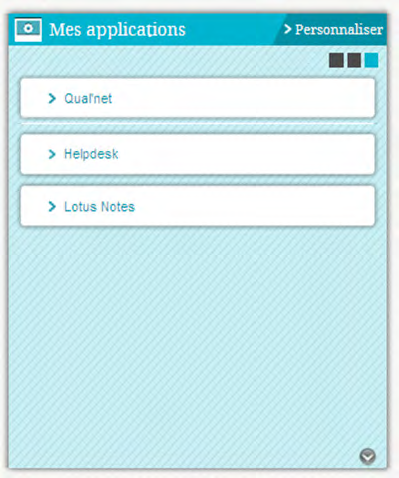 Mes applications
> Personnaliser
> Qual'net
> Helpdesk
> Lotus Notes